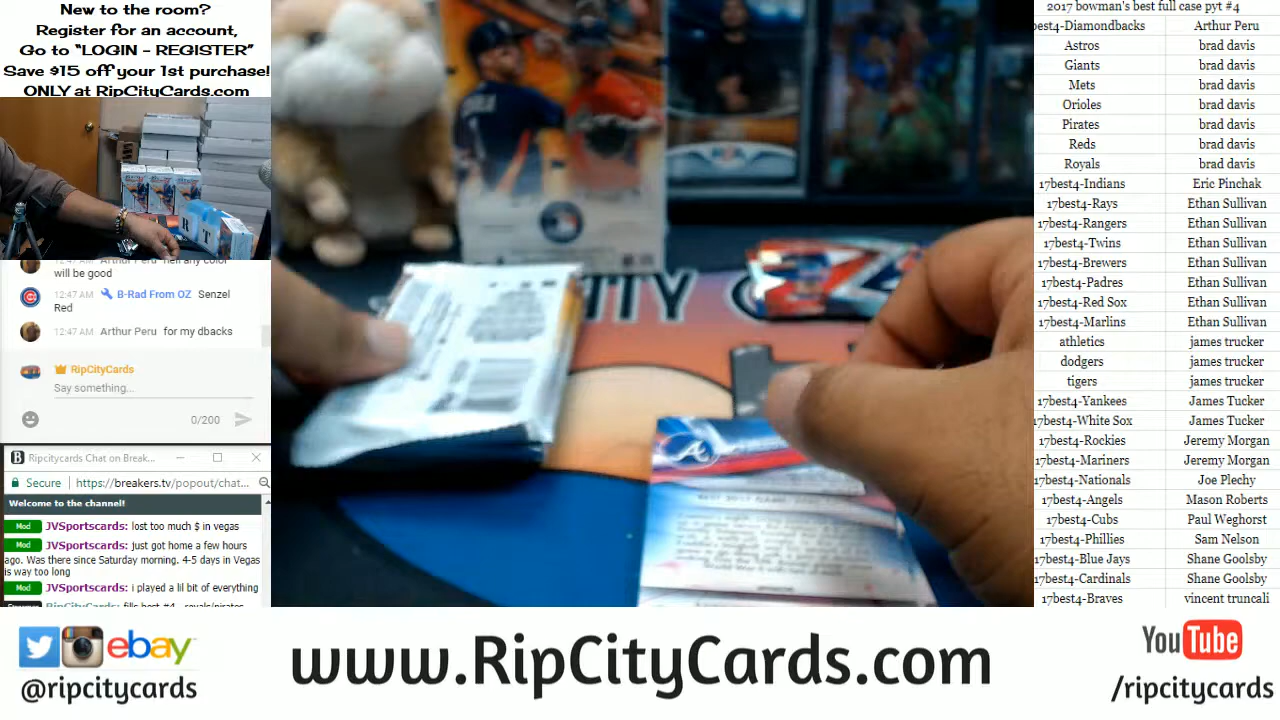 New to the room?
Register for an account,
Go to “LOGIN – REGISTER”
Save $15 off your 1st purchase!
ONLY at RipCityCards.com
will be good
12:47 AM B-Rad From OZ Senzel
Red
12:47 AM Arthur Peru for my dbacks
RipCityCards
Say something...
0/200
Ripcitycards Chat on Break...
Secure https://breakers.tv/popout/chat...
Welcome to the channel!
Mod JVSportscards: lost too much $ in vegas
Mod JVSportscards: just got home a few hours
ago. Was there since Saturday morning. 4-5 days in Vegas
is way too long
Mod JVSportscards: i played a lil bit of everything
2017 bowman's best full case pyt #4
best4-Diamondbacks Arthur Peru
Astros brad davis
Giants brad davis
Mets brad davis
Orioles brad davis
Pirates brad davis
Reds brad davis
Royals brad davis
17best4-Indians Eric Pinchak
17best4-Rays Ethan Sullivan
17best4-Rangers Ethan Sullivan
17best4-Twins Ethan Sullivan
17best4-Brewers Ethan Sullivan
17best4-Padres Ethan Sullivan
17best4-Red Sox Ethan Sullivan
17best4-Marlins Ethan Sullivan
athletics james trucker
dodgers james trucker
tigers james trucker
17best4-Yankees James Tucker
17best4-White Sox James Tucker
17best4-Rockies Jeremy Morgan
17best4-Mariners Jeremy Morgan
17best4-Nationals Joe Plechy
17best4-Angels Mason Roberts
17best4-Cubs Paul Weghorst
17best4-Phillies Sam Nelson
17best4-Blue Jays Shane Goolsby
17best4-Cardinals Shane Goolsby
17best4-Braves vincent truncali
ebay
@ripcitycards
www.RipCityCards.com
YouTube
/ripcitycards